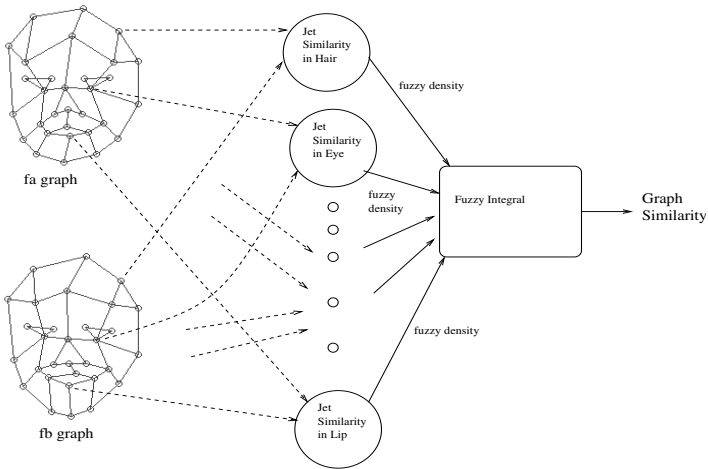 Jet
Similarity
in Hair
fuzzy density
Jet
Similarity
in Eye
fa graph
fuzzy
density
Fuzzy Integral
Graph
Similarity
fuzzy density
Jet
Similarity
in Lip
fb graph